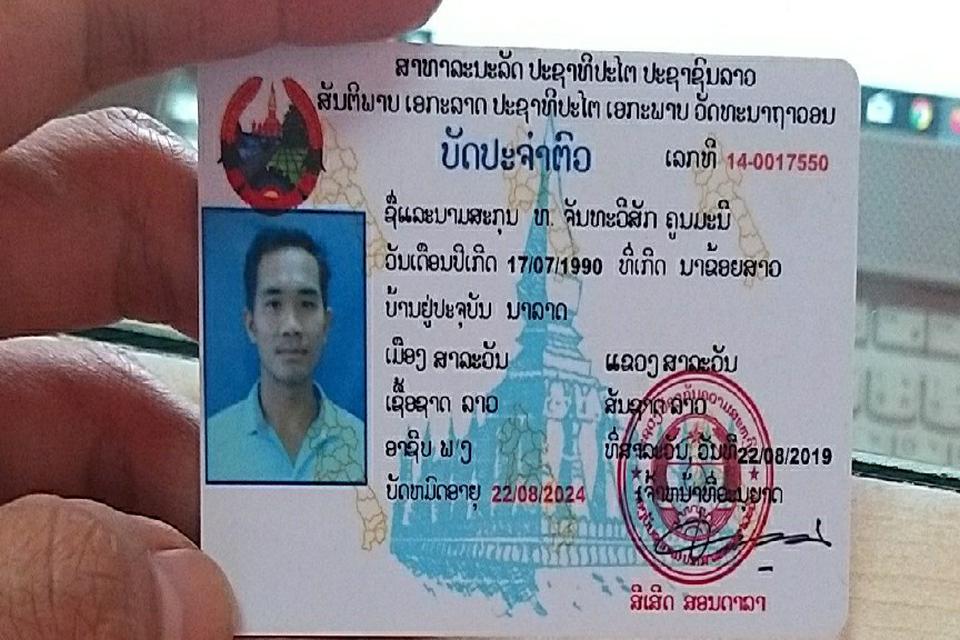 ສາທາລະນະລັດ ປະຊາທິປະໄຕ ປະຊາຊົນລາວ
ສັນຕິພາບ ເອກະລາດ ປະຊາທິປະໄຕ ເອກະພາບ ວັດທະນາຖາວອນ
ບັດປະຈຳຕົວ ເລກທີ 14-0017550
ຊື່ແລະນາມສະກຸນ ທ. ຈັນທະວິສັກ ຄູນມະນີ
ວັນເດືອນປີເກີດ 17/07/1990 ທີ່ເກີດ ນາຂ້ອຍສາວ
ບ້ານຢູ່ປະຈຸບັນ ນາລາດ
ເມືອງ ສາລະວັນ ແຂວງ ສາລະວັນ
ເຊື້ອຊາດ ລາວ ສັນຊາດ ລາວ
ອາຊີບ ພ/ງ ທີ່ສາລະວັນ, ວັນທີ 22/08/2019
ບັດຫມົດອາຍຸ 22/08/2024 ເຈົ້າຫນ້າທີ່ອະນຸຍາດ
ສີເສີດ ສອນດາລາ